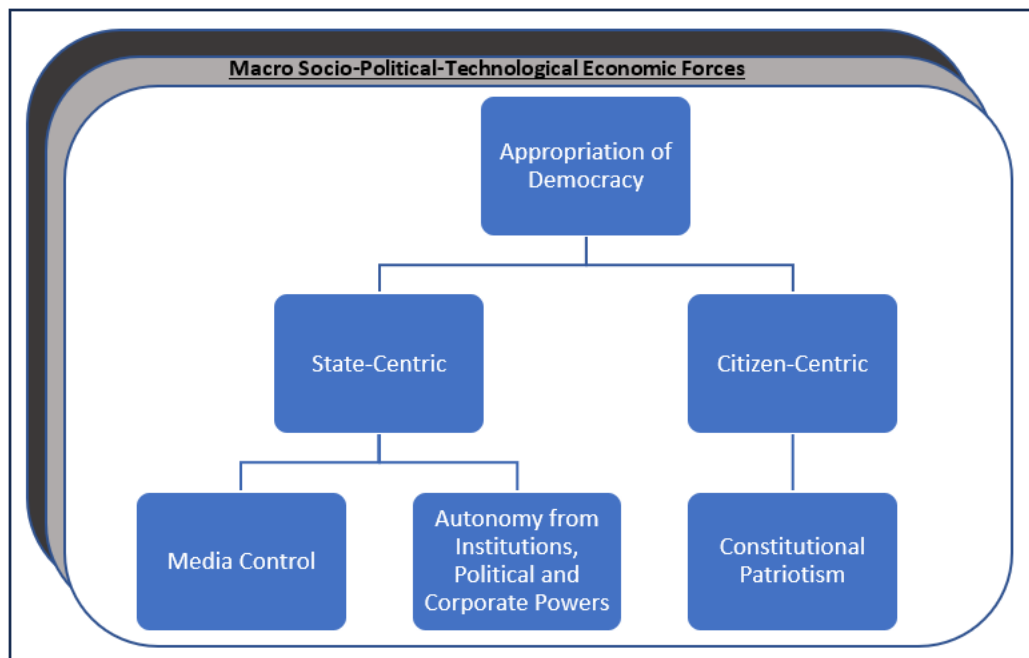 Macro Socio-Political-Technological Economic Forces
Appropriation of
Democracy
State-Centric
Citizen-Centric
Media Control
Autonomy from
Institutions,
Political and
Corporate Powers
Constitutional
Patriotism